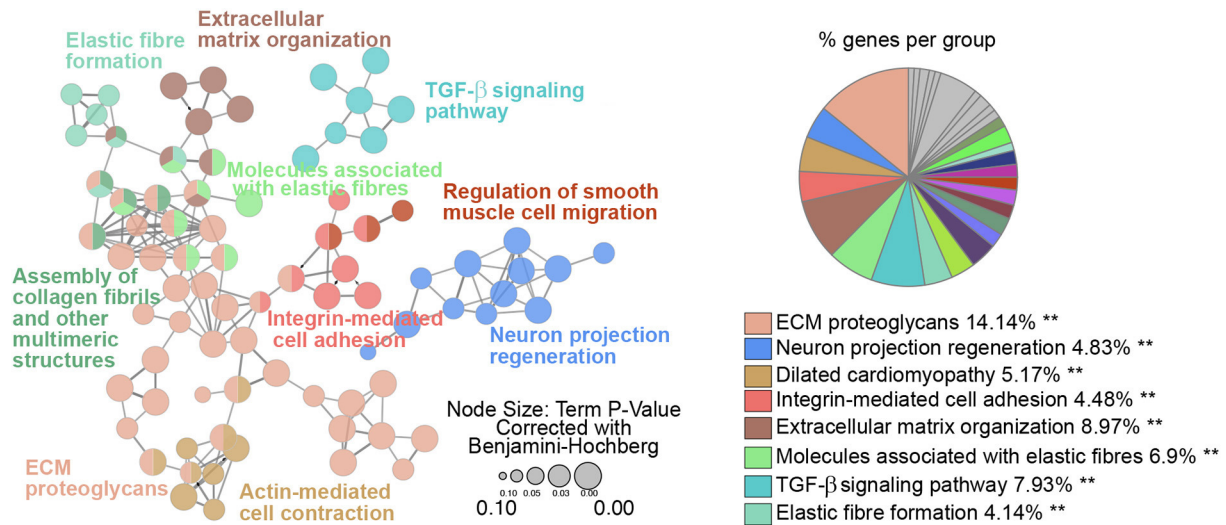 Extracellular
matrix organization
Elastic fibre
formation
TGF-β signaling
pathway
Molecules associated
with elastic fibres
Regulation of smooth
muscle cell migration
Assembly of
collagen fibrils
and other
multimeric
structures
Integrin-mediated
cell adhesion
Neuron projection
regeneration
ECM
proteoglycans
Actin-mediated
cell contraction
Node Size: Term P-Value
Corrected with
Benjamini-Hochberg
0.10 0.05 0.03 0.00
0.10 0.00
% genes per group
ECM proteoglycans 14.14% **
Neuron projection regeneration 4.83% **
Dilated cardiomyopathy 5.17% **
Integrin-mediated cell adhesion 4.48% **
Extracellular matrix organization 8.97% **
Molecules associated with elastic fibres 6.9% **
TGF-β signaling pathway 7.93% **
Elastic fibre formation 4.14% **